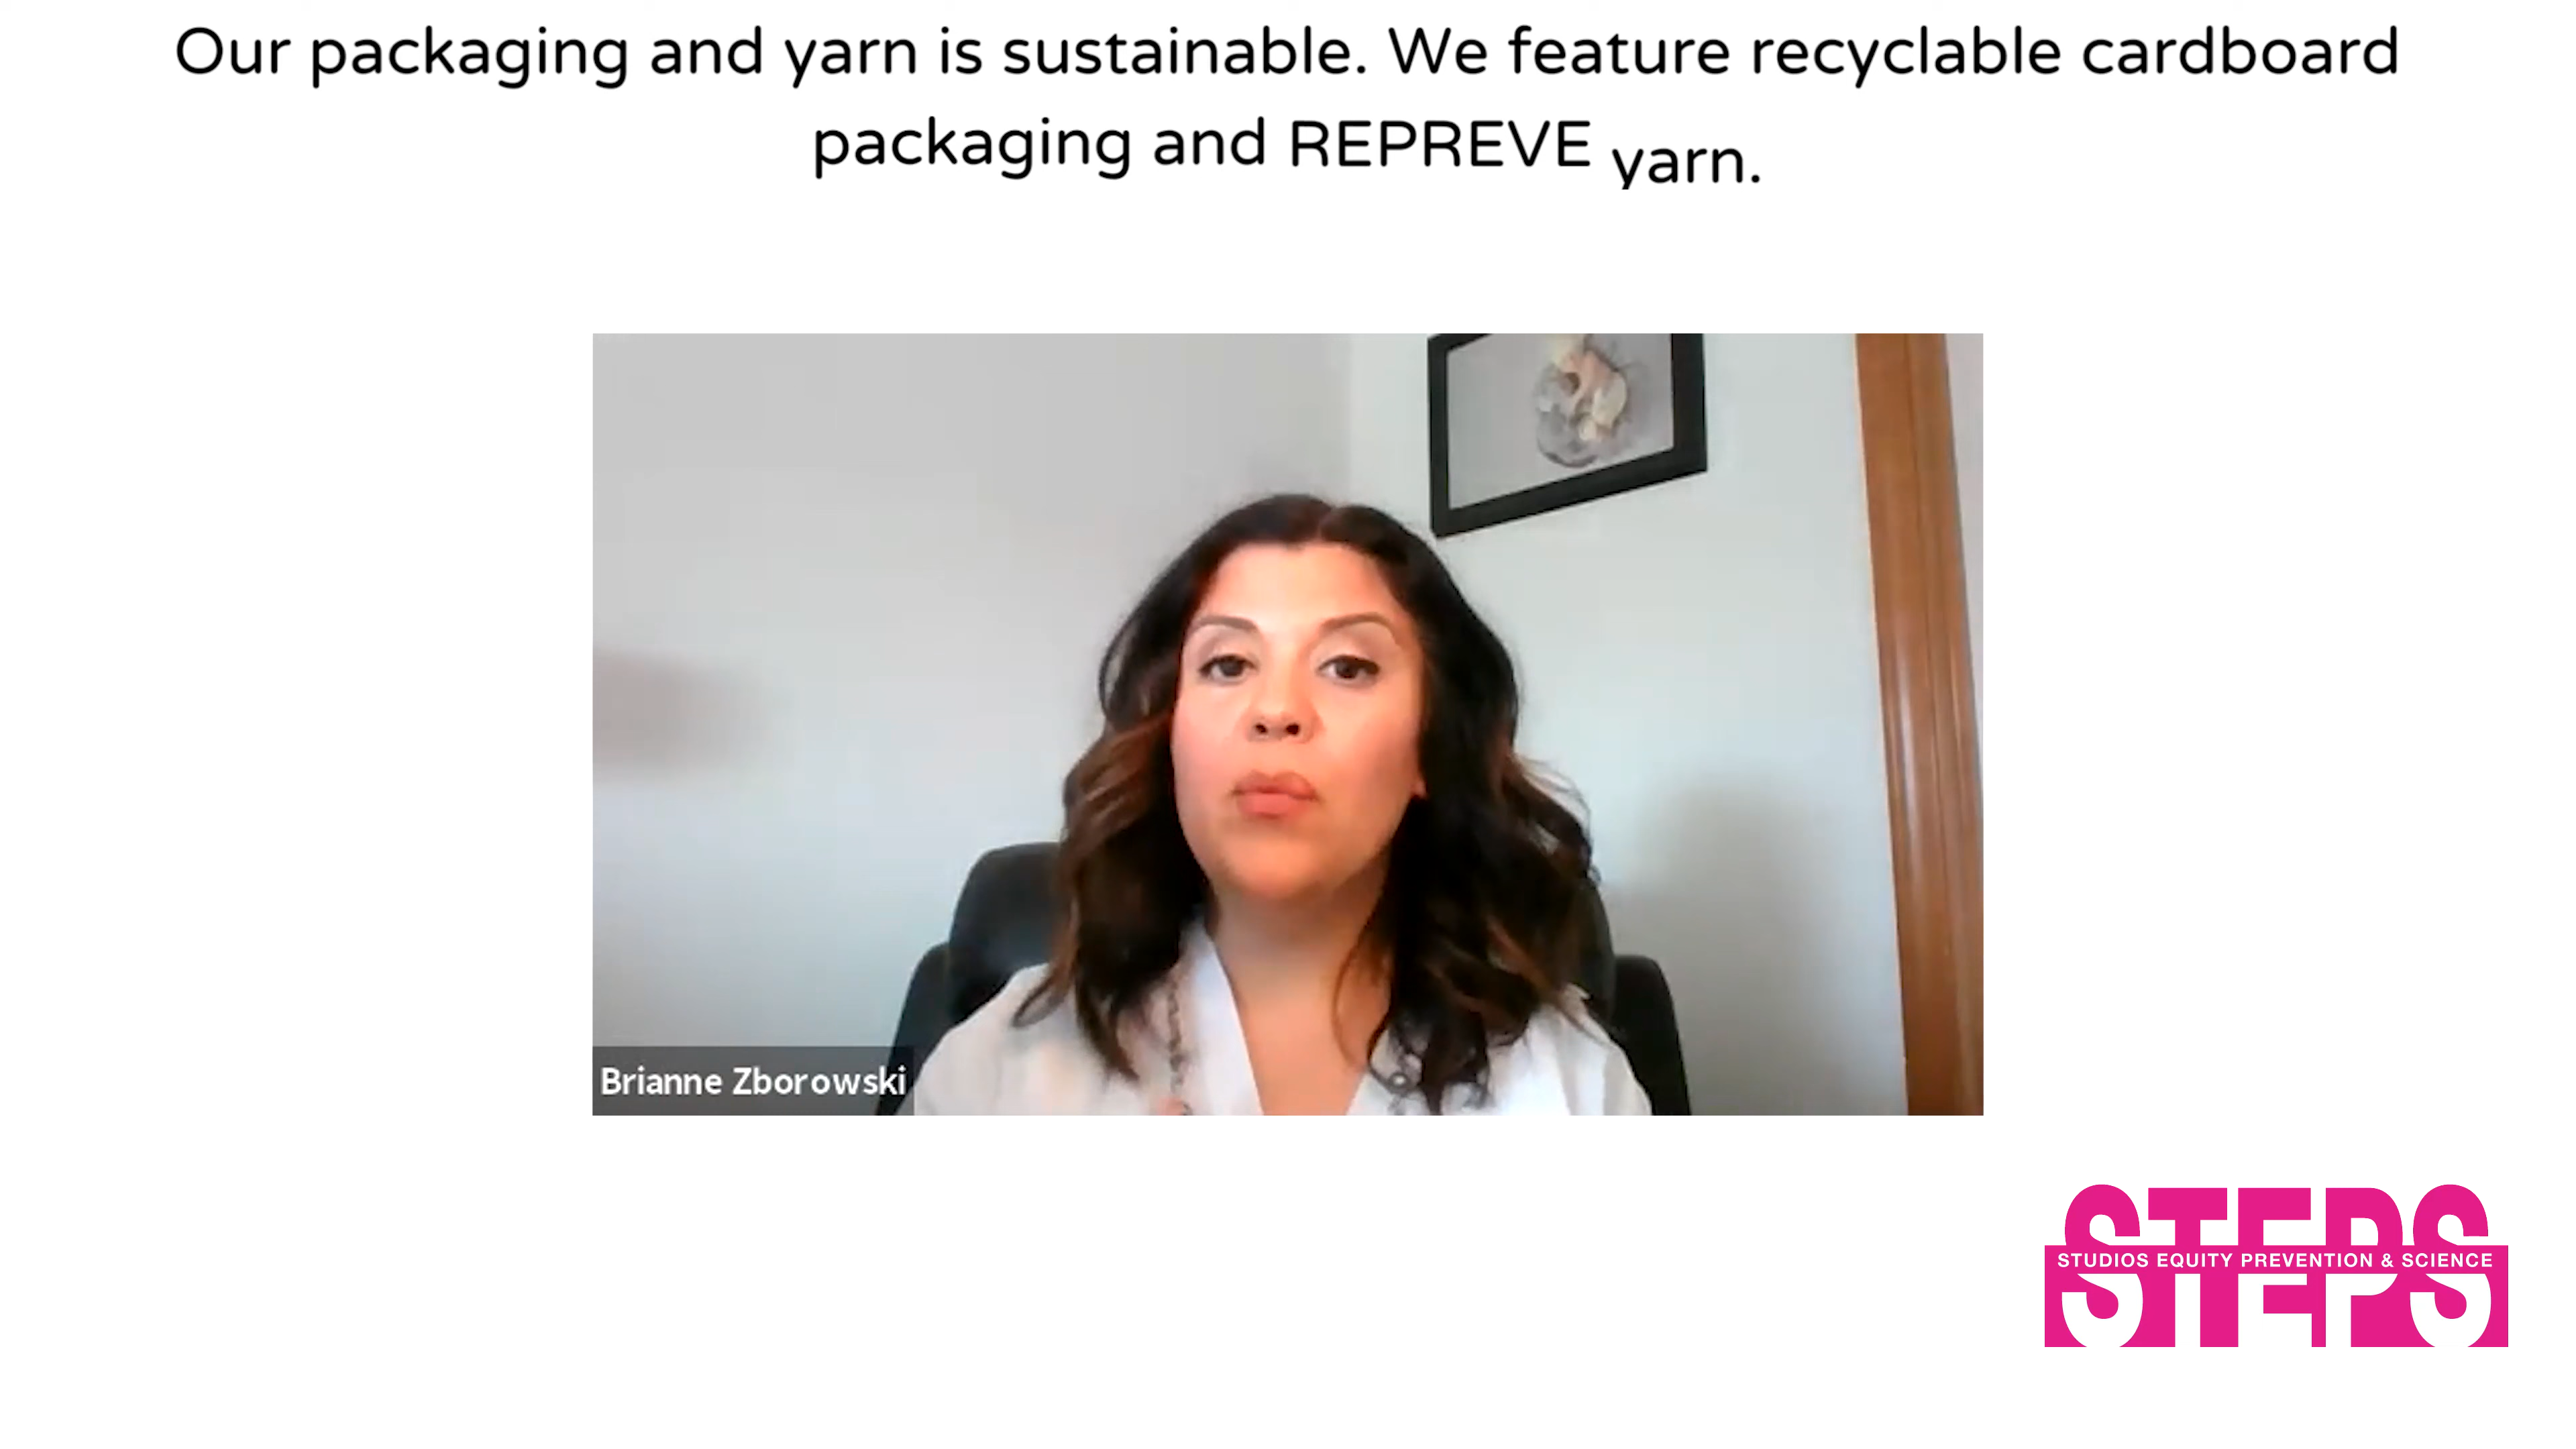 Our packaging and yarn is sustainable. We feature recyclable cardboard
packaging and REPREVE yarn.
Brianne Zborowski
STEPS
STUDIOS EQUITY PREVENTION & SCIENCE